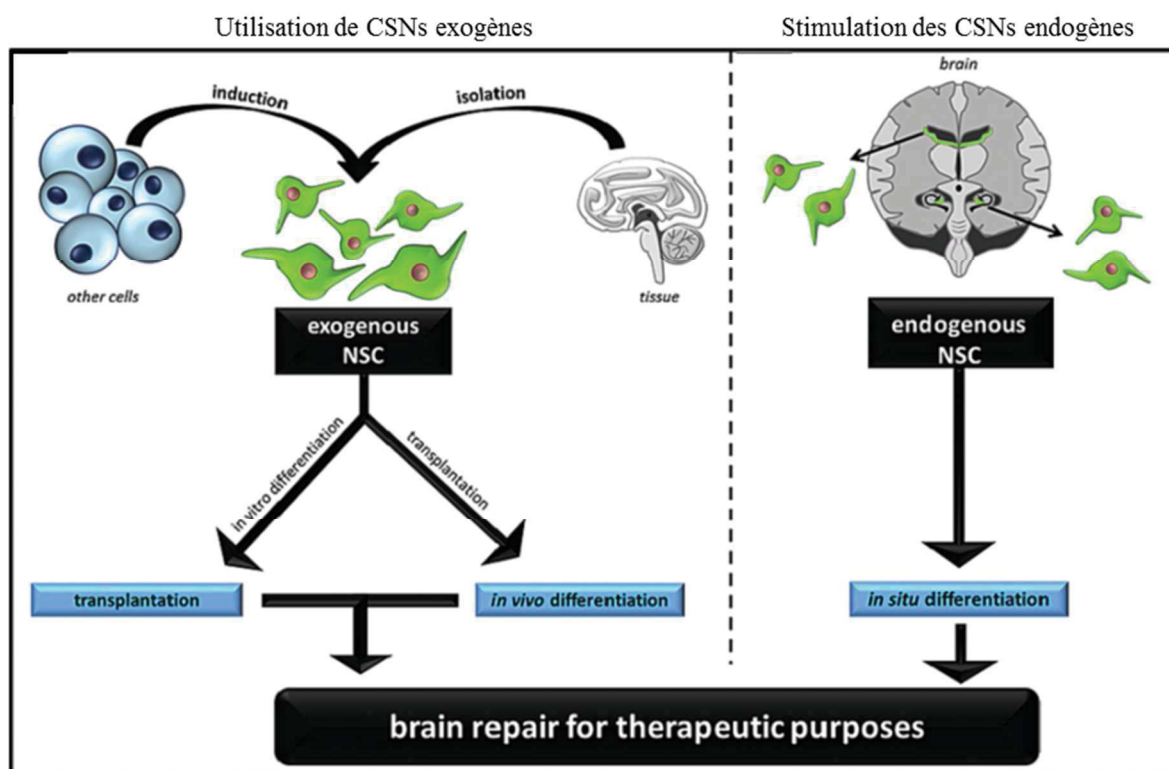 Utilisation de CSNs exogènes
Stimulation des CSNs endogènes
induction
isolation
other cells
tissue
exogenous
NSC
in vitro differentiation
transplantation
transplantation
in vivo differentiation
brain
endogenous
NSC
in situ differentiation
brain repair for therapeutic purposes